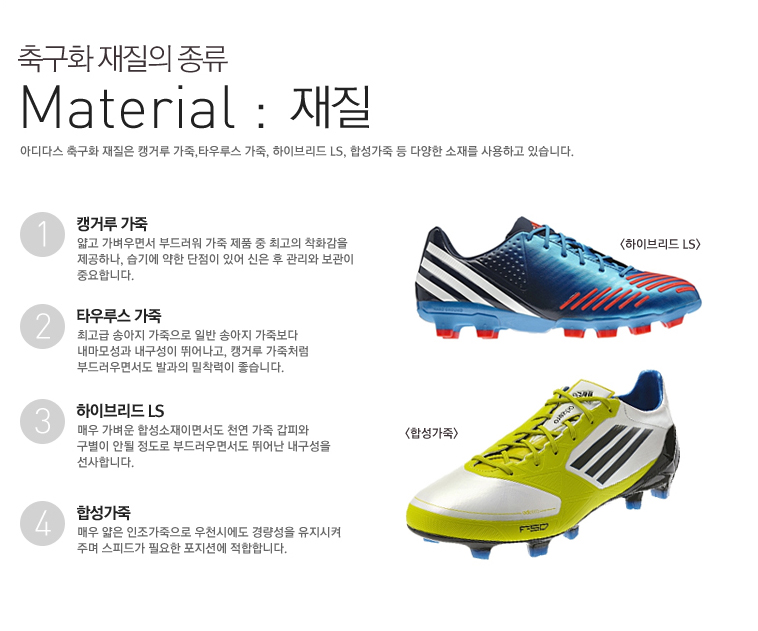 축구화 재질의 종류
Material : 재질
아디다스 축구화 재질은 캥거루 가죽,타우루스 가죽, 하이브리드 LS, 합성가죽 등 다양한 소재를 사용하고 있습니다.
1
캥거루 가죽
얇고 가벼우면서 부드러워 가죽 제품 중 최고의 착화감을
제공하나, 습기에 약한 단점이 있어 신은 후 관리와 보관이
중요합니다.
〈하이브리드 LS〉
2
타우루스 가죽
최고급 송아지 가죽으로 일반 송아지 가죽보다
내마모성과 내구성이 뛰어나고, 캥거루 가죽처럼
부드러우면서도 발과의 밀착력이 좋습니다.
3
하이브리드 LS
매우 가벼운 합성소재이면서도 천연 가죽 갑피와
구별이 안될 정도로 부드러우면서도 뛰어난 내구성을
선사합니다.
〈합성가죽〉
4
합성가죽
매우 얇은 인조가죽으로 우천시에도 경량성을 유지시켜
주며 스피드가 필요한 포지션에 적합합니다.
F50